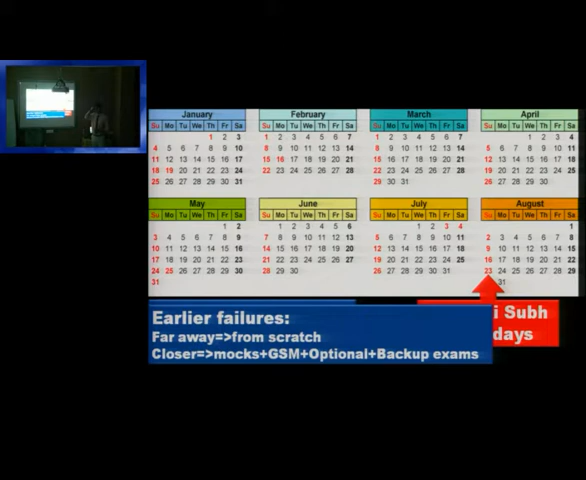 January
Su Mo Tu We Th Fr Sa
1 2 3
4 5 6 7 8 9 10
11 12 13 14 15 16 17
18 19 20 21 22 23 24
25 26 27 28 29 30 31
February
Su Mo Tu We Th Fr Sa
1 2 3 4 5 6 7
8 9 10 11 12 13 14
15 16 17 18 19 20 21
22 23 24 25 26 27 28
March
Su Mo Tu We Th Fr Sa
1 2 3 4 5 6 7
8 9 10 11 12 13 14
15 16 17 18 19 20 21
22 23 24 25 26 27 28
29 30 31
April
Su Mo Tu We Th Fr Sa
1 2 3 4
5 6 7 8 9 10 11
12 13 14 15 16 17 18
19 20 21 22 23 24 25
26 27 28 29 30
May
Su Mo Tu We Th Fr Sa
1 2
3 4 5 6 7 8 9
10 11 12 13 14 15 16
17 18 19 20 21 22 23
24 25 26 27 28 29 30
31
June
Su Mo Tu We Th Fr Sa
1 2 3 4 5 6
7 8 9 10 11 12 13
14 15 16 17 18 19 20
21 22 23 24 25 26 27
28 29 30
July
Su Mo Tu We Th Fr Sa
1 2 3 4
5 6 7 8 9 10 11
12 13 14 15 16 17 18
19 20 21 22 23 24 25
26 27 28 29 30 31
August
Su Mo Tu We Th Fr Sa
1
2 3 4 5 6 7 8
9 10 11 12 13 14 15
16 17 18 19 20 21 22
23 24 25 26 27 28 29
31
i Subh
days
Earlier failures:
Far away=>from scratch
Closer=>mocks+GSM+Optional+Backup exams